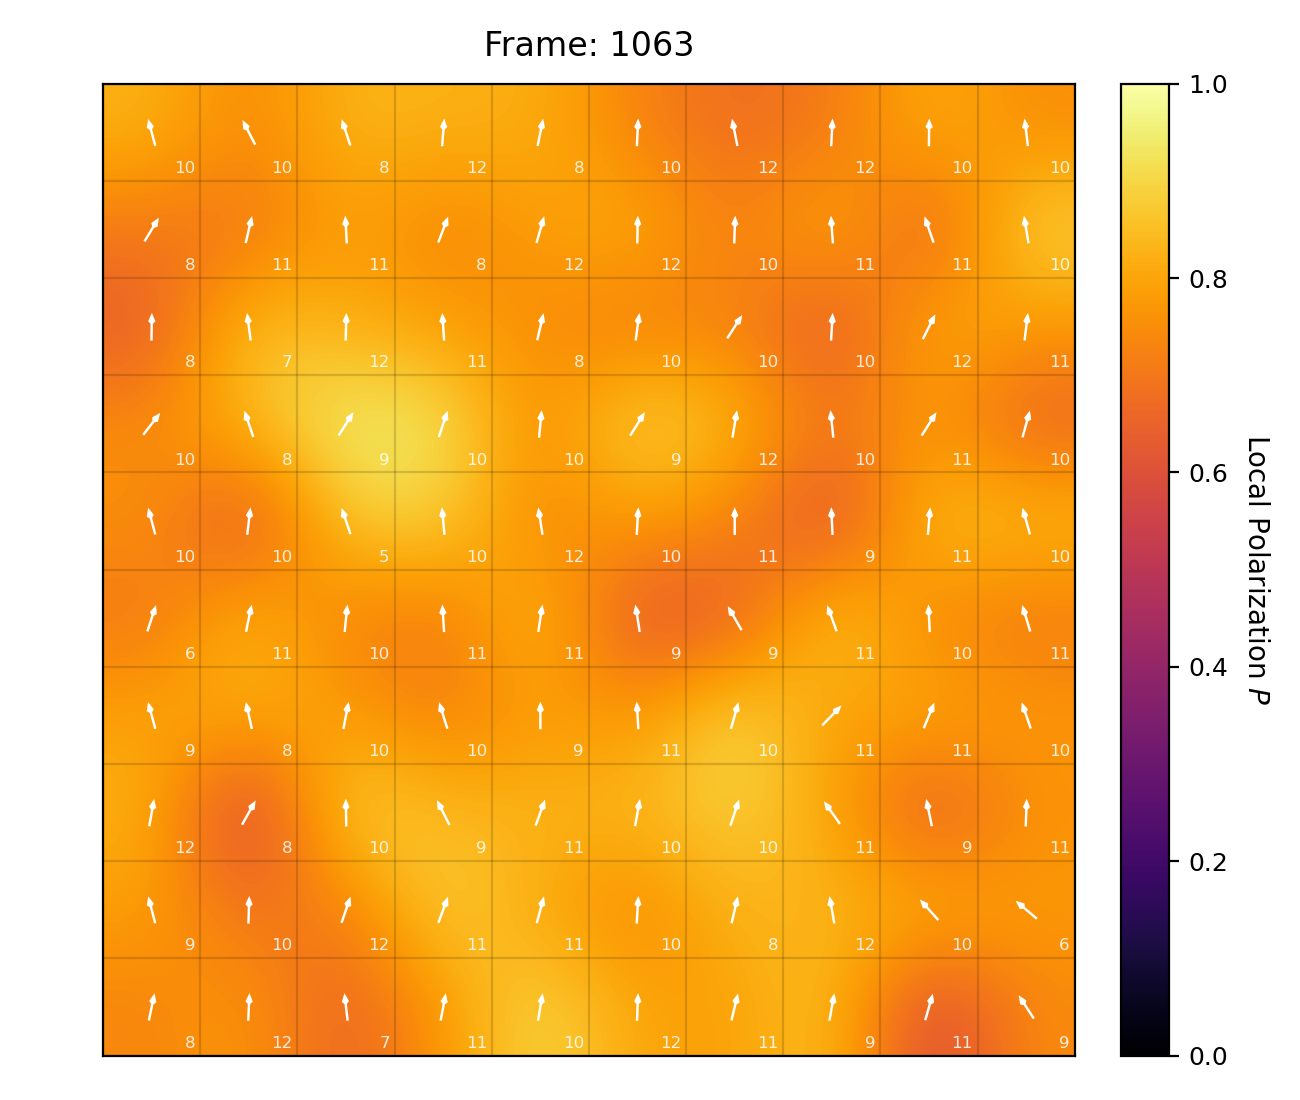 Frame: 1063
10 10 8 12 8 10 12 12 10 10
8 11 11 8 12 12 10 11 11 10
8 7 12 11 8 10 10 10 12 11
10 8 9 10 10 9 12 10 11 10
10 10 5 10 12 10 11 9 11 10
6 11 10 11 11 9 9 11 10 11
9 8 10 10 9 11 10 11 11 10
12 8 10 9 11 10 10 11 9 11
9 10 12 11 11 10 8 12 10 6
8 12 7 11 10 12 11 9 11 9
1.0
0.8
0.6
0.4
0.2
0.0
Local Polarization P